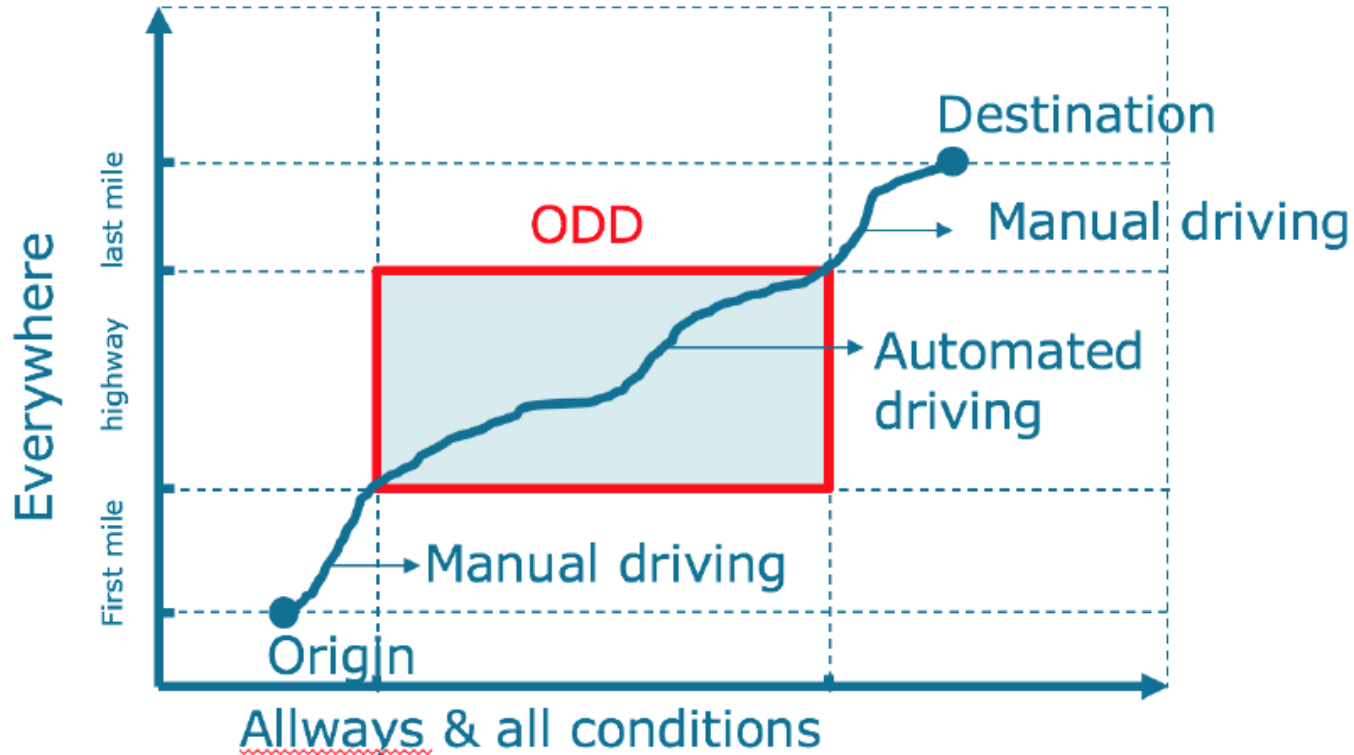 Destination
last mile
ODD
Manual driving
Everywhere
highway
Automated
driving
First mile
Manual driving
Origin
Allways & all conditions